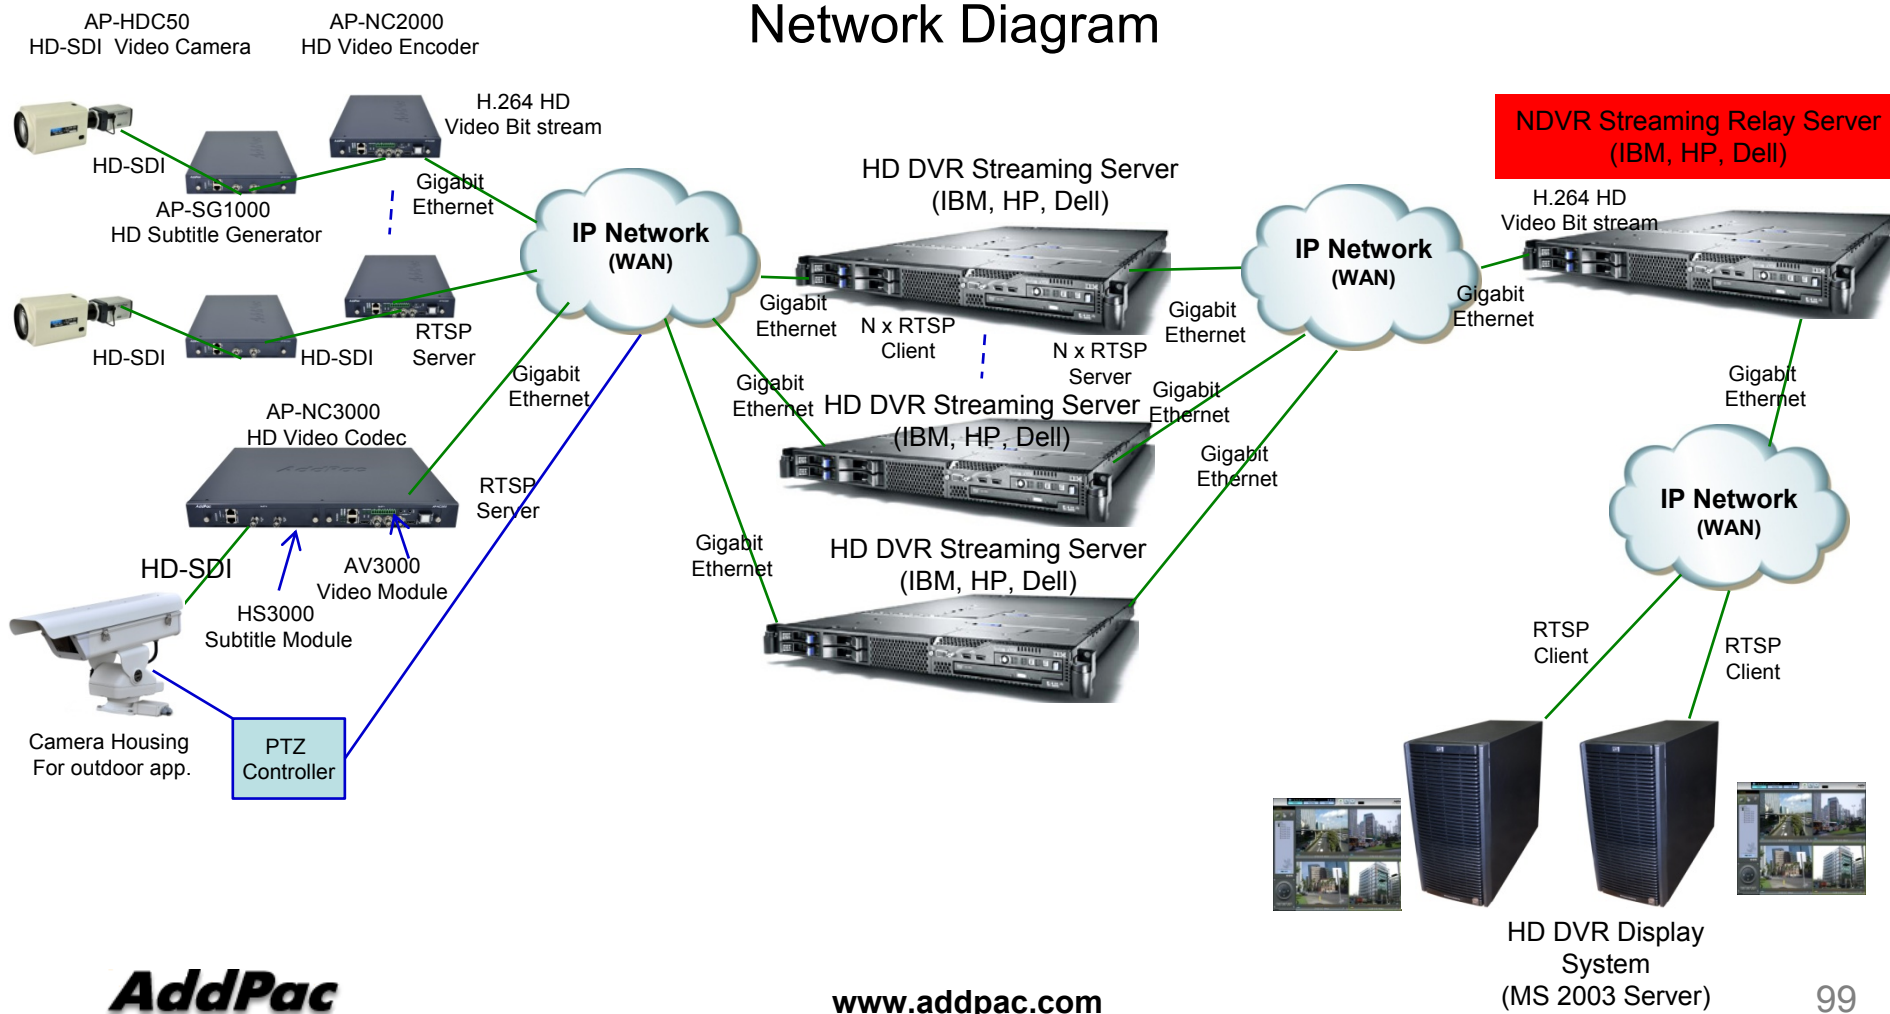 Network Diagram
AP-HDC50
HD-SDI  Video Camera
AP-NC2000
HD Video Encoder
H.264 HD
Video Bit stream
HD-SDI
AP-SG1000
HD Subtitle Generator
Gigabit
Ethernet
IP Network
(WAN)
HD DVR Streaming Server
(IBM, HP, Dell)
IP Network
(WAN)
NDVR Streaming Relay Server
(IBM, HP, Dell)
H.264 HD
Video Bit stream
HD-SDI
HD-SDI
RTSP
Server
Gigabit
Ethernet
N x RTSP
Client
N x RTSP
Server
Gigabit
Ethernet
Gigabit
Ethernet
Gigabit
Ethernet
Gigabit
Ethernet
HD DVR Streaming Server
(IBM, HP, Dell)
Gigabit
Ethernet
Gigabit
Ethernet
Gigabit
Ethernet
AP-NC3000
HD Video Codec
AddPac
RTSP
Server
IP Network
(WAN)
HD-SDI
AV3000
Video Module
HS3000
Subtitle Module
Gigabit
Ethernet
HD DVR Streaming Server
(IBM, HP, Dell)
RTSP
Client
RTSP
Client
Camera Housing
For outdoor app.
PTZ
Controller
HD DVR Display
System
(MS 2003 Server)
AddPac
www.addpac.com
99